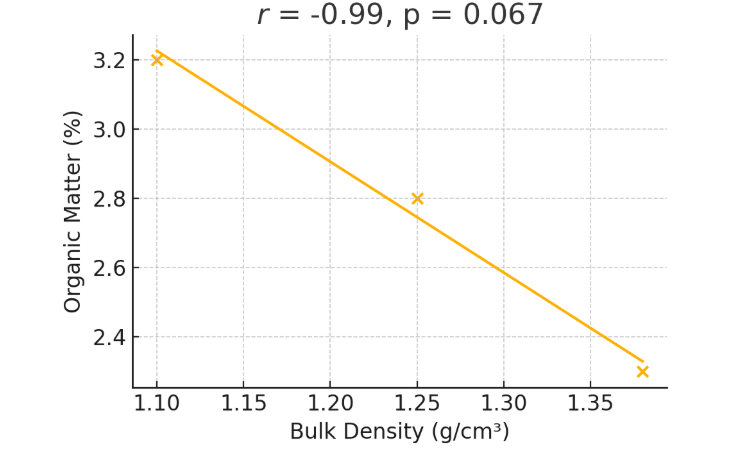 r = -0.99, p = 0.067
3.2
3.0
2.8
2.6
2.4
Organic Matter (%)
1.10 1.15 1.20 1.25 1.30 1.35
Bulk Density (g/cm³)